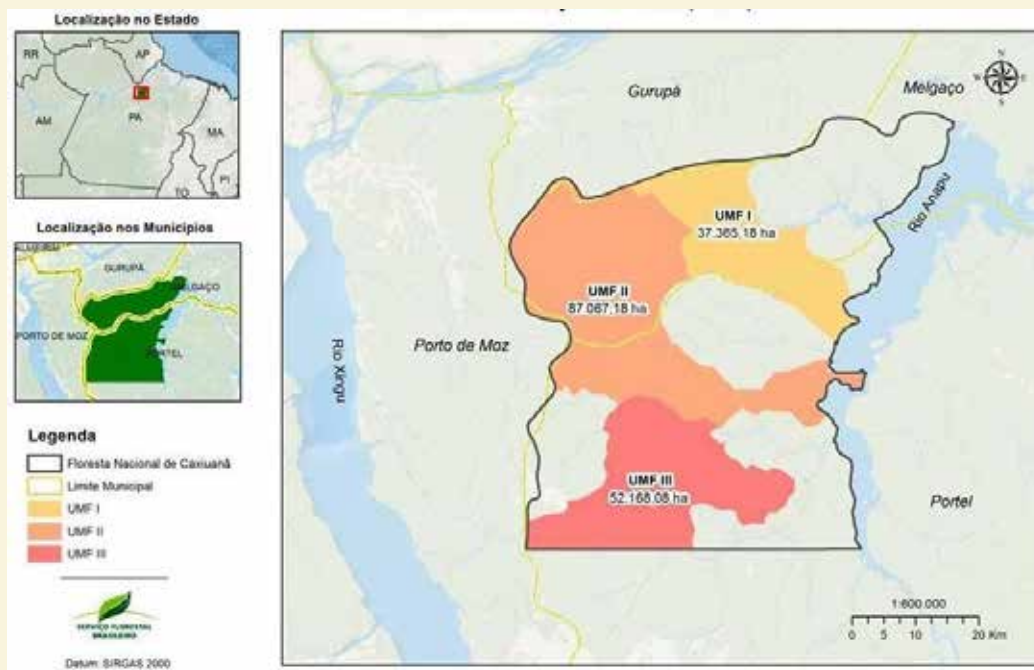 Localização no Estado
RR
AP
AM
PA
MA
TO
PI
Localização nos Municípios
GURUPÁ
MELGAÇO
PORTO DE MOZ
PORTEL
Legenda
Floresta Nacional de Caxiuanã
Limite Municipal
UMF I
UMF II
UMF III
SERVIÇO FLORESTAL
BRASILEIRO
Datum: SIRGAS 2000
Gurupá
Melgaço
N
W
E
S
Rio Anapu
UMF I
37.365,18 ha
UMF II
87.067,18 ha
Porto de Moz
Rio Xingu
UMF III
52.168,08 ha
Portel
1:600.000
0 5 10 20 Km